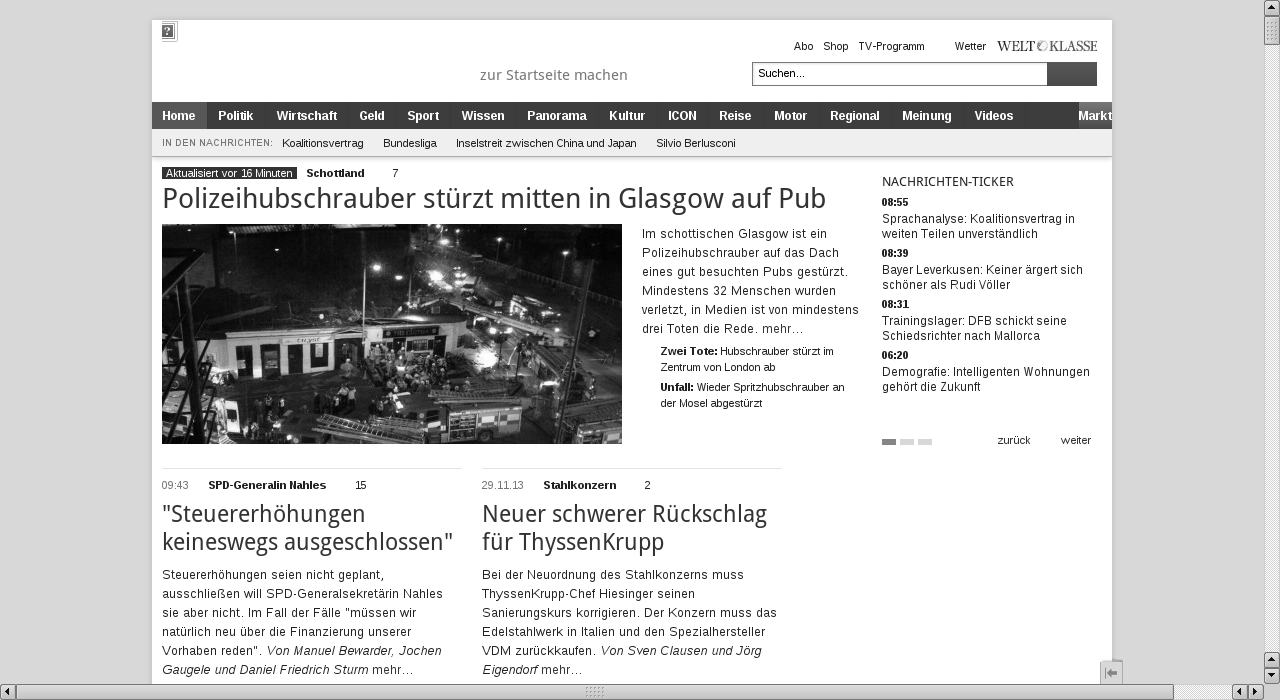 Abo Shop TV-Programm Wetter WELT KLASSE
zur Startseite machen
Suchen...
Home Politik Wirtschaft Geld Sport Wissen Panorama Kultur ICON Reise Motor Regional Meinung Videos Markt
IN DEN NACHRICHTEN: Koalitionsvertrag Bundesliga Inselstreit zwischen China und Japan Silvio Berlusconi
Aktualisiert vor 16 Minuten Schottland 7
Polizeihubschrauber stürzt mitten in Glasgow auf Pub
Im schottischen Glasgow ist ein
Polizeihubschrauber auf das Dach
eines gut besuchten Pubs gestürzt.
Mindestens 32 Menschen wurden
verletzt, in Medien ist von mindestens
drei Toten die Rede. mehr...
Zwei Tote: Hubschrauber stürzt im
Zentrum von London ab
Unfall: Wieder Spritzhubschrauber an
der Mosel abgestürzt
NACHRICHTEN-TICKER
08:55
Sprachanalyse: Koalitionsvertrag in
weiten Teilen unverständlich
08:39
Bayer Leverkusen: Keiner ärgert sich
schöner als Rudi Völler
08:31
Trainingslager: DFB schickt seine
Schiedsrichter nach Mallorca
06:20
Demografie: Intelligenten Wohnungen
gehört die Zukunft
zurück weiter
09:43 SPD-Generalin Nahles 15
"Steuererhöhungen
keineswegs ausgeschlossen"
Steuererhöhungen seien nicht geplant,
ausschließen will SPD-Generalsekretärin Nahles
sie aber nicht. Im Fall der Fälle "müssen wir
natürlich neu über die Finanzierung unserer
Vorhaben reden". Von Manuel Bewarder, Jochen
Gaugele und Daniel Friedrich Sturm mehr...
29.11.13 Stahlkonzern 2
Neuer schwerer Rückschlag
für ThyssenKrupp
Bei der Neuordnung des Stahlkonzerns muss
ThyssenKrupp-Chef Hiesinger seinen
Sanierungskurs korrigieren. Der Konzern muss das
Edelstahlwerk in Italien und den Spezialhersteller
VDM zurückkaufen. Von Sven Clausen und Jörg
Eigendorf mehr...